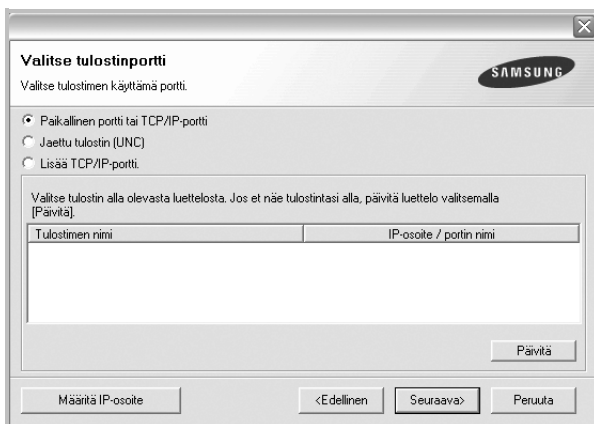 Valitse tulostinportti
Valitse tulostimen käyttämä portti.
SAMSUNG
Paikallinen portti tai TCP/IP-portti
Jaettu tulostin (UNC)
Lisää TCP/IP-portti.
Valitse tulostin alla olevasta luettelosta. Jos et näe tulostintasi alla, päivitä luettelo valitsemalla
[Päivitä].
Tulostimen nimi IP-osoite / portin nimi
Päivitä
Määritä IP-osoite <Edellinen Seuraava> Peruuta